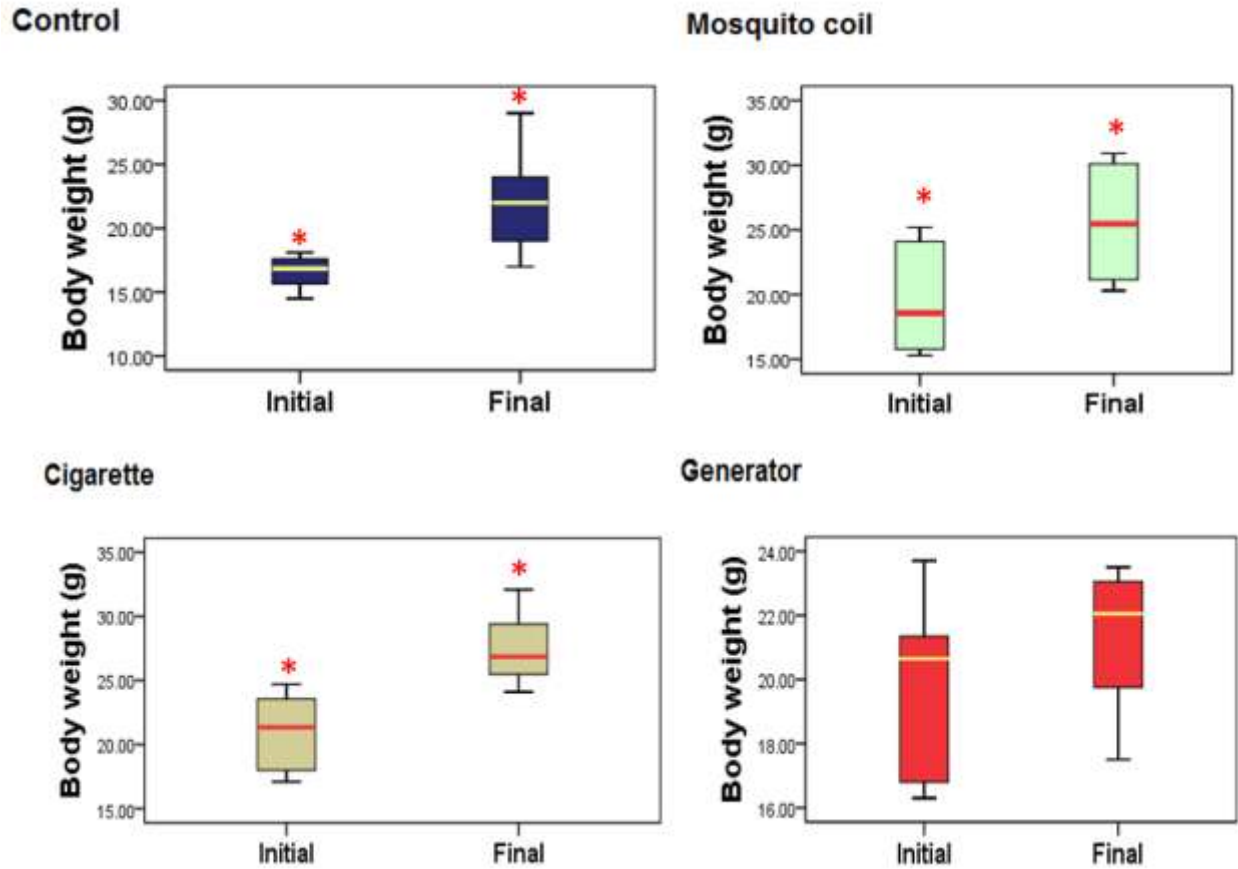 Control
Body weight (g)
30.00
25.00
20.00
15.00
10.00
*
*
Initial Final
Mosquito coil
Body weight (g)
35.00
30.00
25.00
20.00
15.00
*
*
Initial Final
Cigarette
Body weight (g)
35.00
30.00
25.00
20.00
15.00
*
*
Initial Final
Generator
Body weight (g)
24.00
22.00
20.00
18.00
16.00
Initial Final